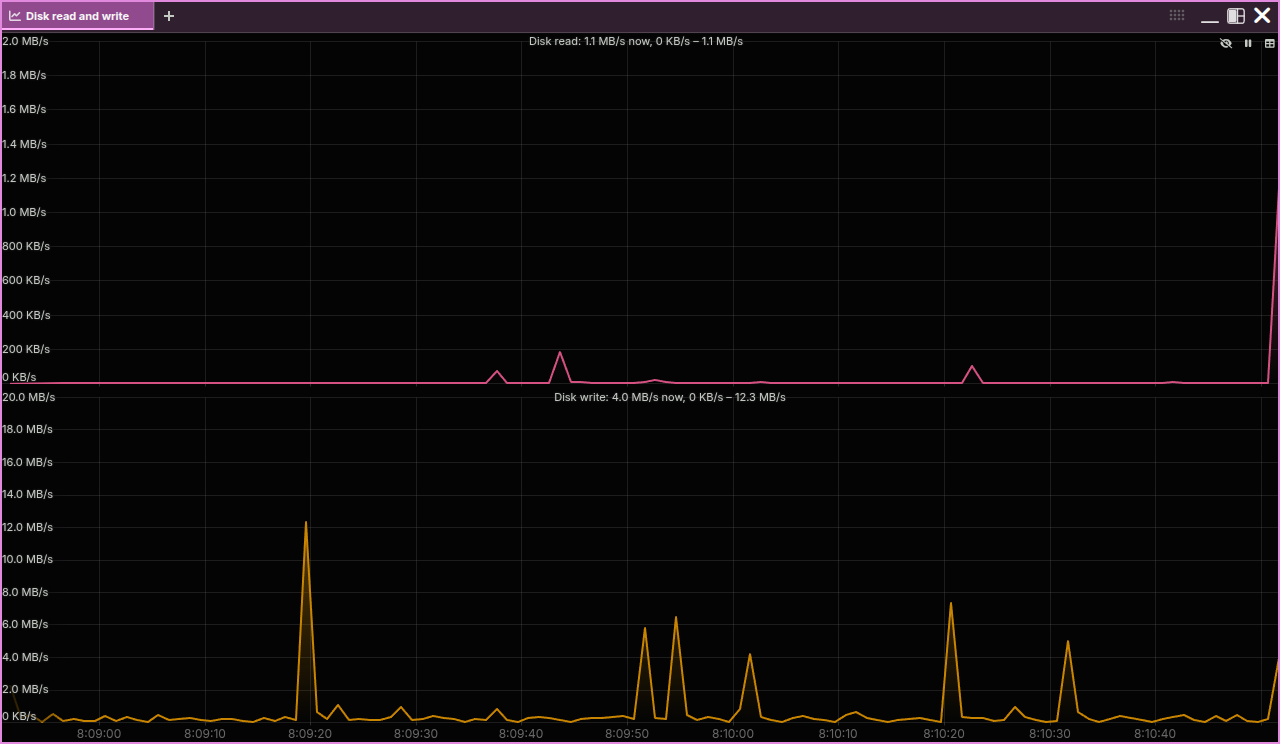 Disk read and write
Disk read: 1.1 MB/s now, 0 KB/s – 1.1 MB/s
2.0 MB/s
1.8 MB/s
1.6 MB/s
1.4 MB/s
1.2 MB/s
1.0 MB/s
800 KB/s
600 KB/s
400 KB/s
200 KB/s
0 KB/s
Disk write: 4.0 MB/s now, 0 KB/s – 12.3 MB/s
20.0 MB/s
18.0 MB/s
16.0 MB/s
14.0 MB/s
12.0 MB/s
10.0 MB/s
8.0 MB/s
6.0 MB/s
4.0 MB/s
2.0 MB/s
0 KB/s
8:09:00 8:09:10 8:09:20 8:09:30 8:09:40 8:09:50 8:10:00 8:10:10 8:10:20 8:10:30 8:10:40